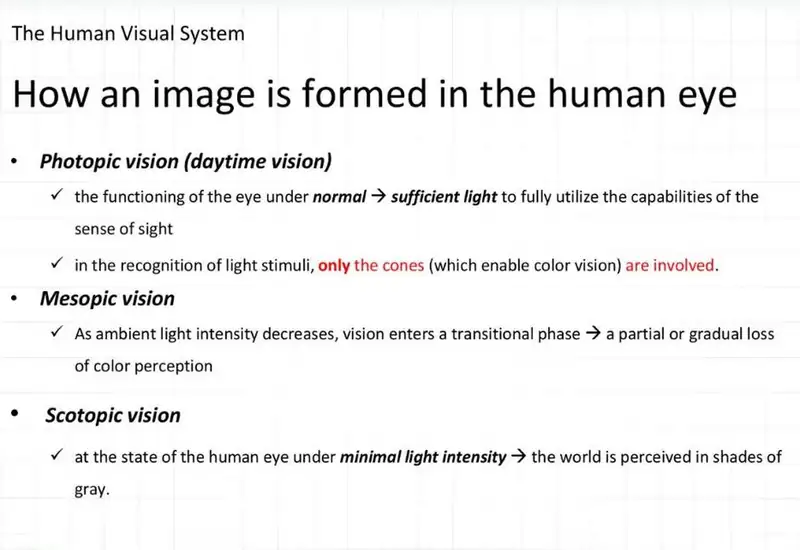 The Human Visual System
How an image is formed in the human eye
• Photopic vision (daytime vision)
✓ the functioning of the eye under normal → sufficient light to fully utilize the capabilities of the
sense of sight
✓ in the recognition of light stimuli, only the cones (which enable color vision) are involved.
• Mesopic vision
✓ As ambient light intensity decreases, vision enters a transitional phase → a partial or gradual loss
of color perception
• Scotopic vision
✓ at the state of the human eye under minimal light intensity → the world is perceived in shades of
gray.